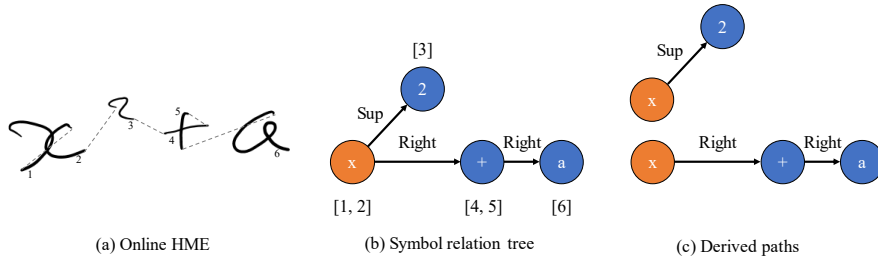 x 2 + a
1 2 3 4 5 6
(a) Online HME
[3]
2
Sup
x Right + Right a
[1, 2] [4, 5] [6]
(b) Symbol relation tree
2
Sup
x
x Right + Right a
(c) Derived paths